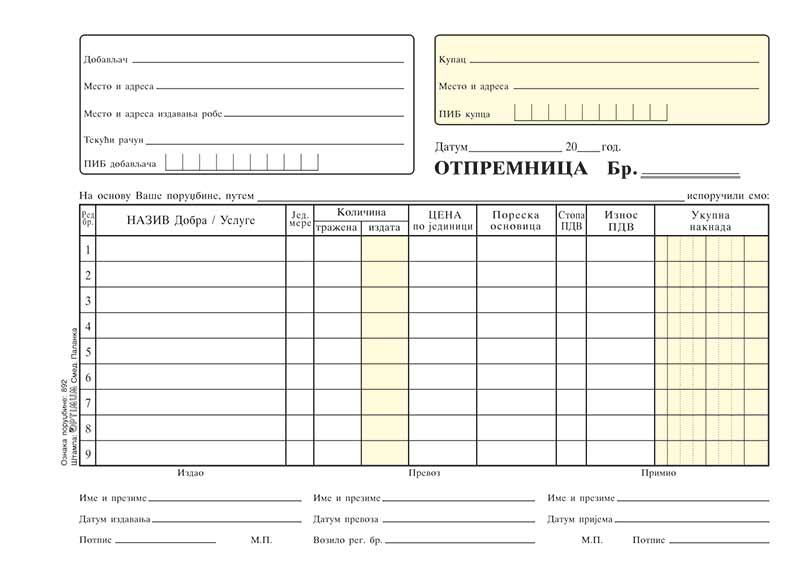 Добављач
Место и адреса
Место и адреса издавања робе
Текући рачун
ПИБ добављача
Купац
Место и адреса
ПИБ купца
Датум 20 год.
ОТПРЕМНИЦА Бр.
На основу Ваше поруџбине, путем испоручили смо:
Ред бр.
НАЗИВ Добра / Услуге
Јед. мере
Количина
тражена издата
ЦЕНА по јединици
Пореска основица
Стопа ПДВ
Износ ПДВ
Укупна накнада
1
2
3
4
5
6
7
8
9
Ознака поруџбине: 892
Штампа: OPTIMUM Смед. Паланка
Издао Превоз Примио
Име и презиме Име и презиме Име и презиме
Датум издавања Датум превоза Датум пријема
Потпис М.П. Возило рег. бр. М.П. Потпис